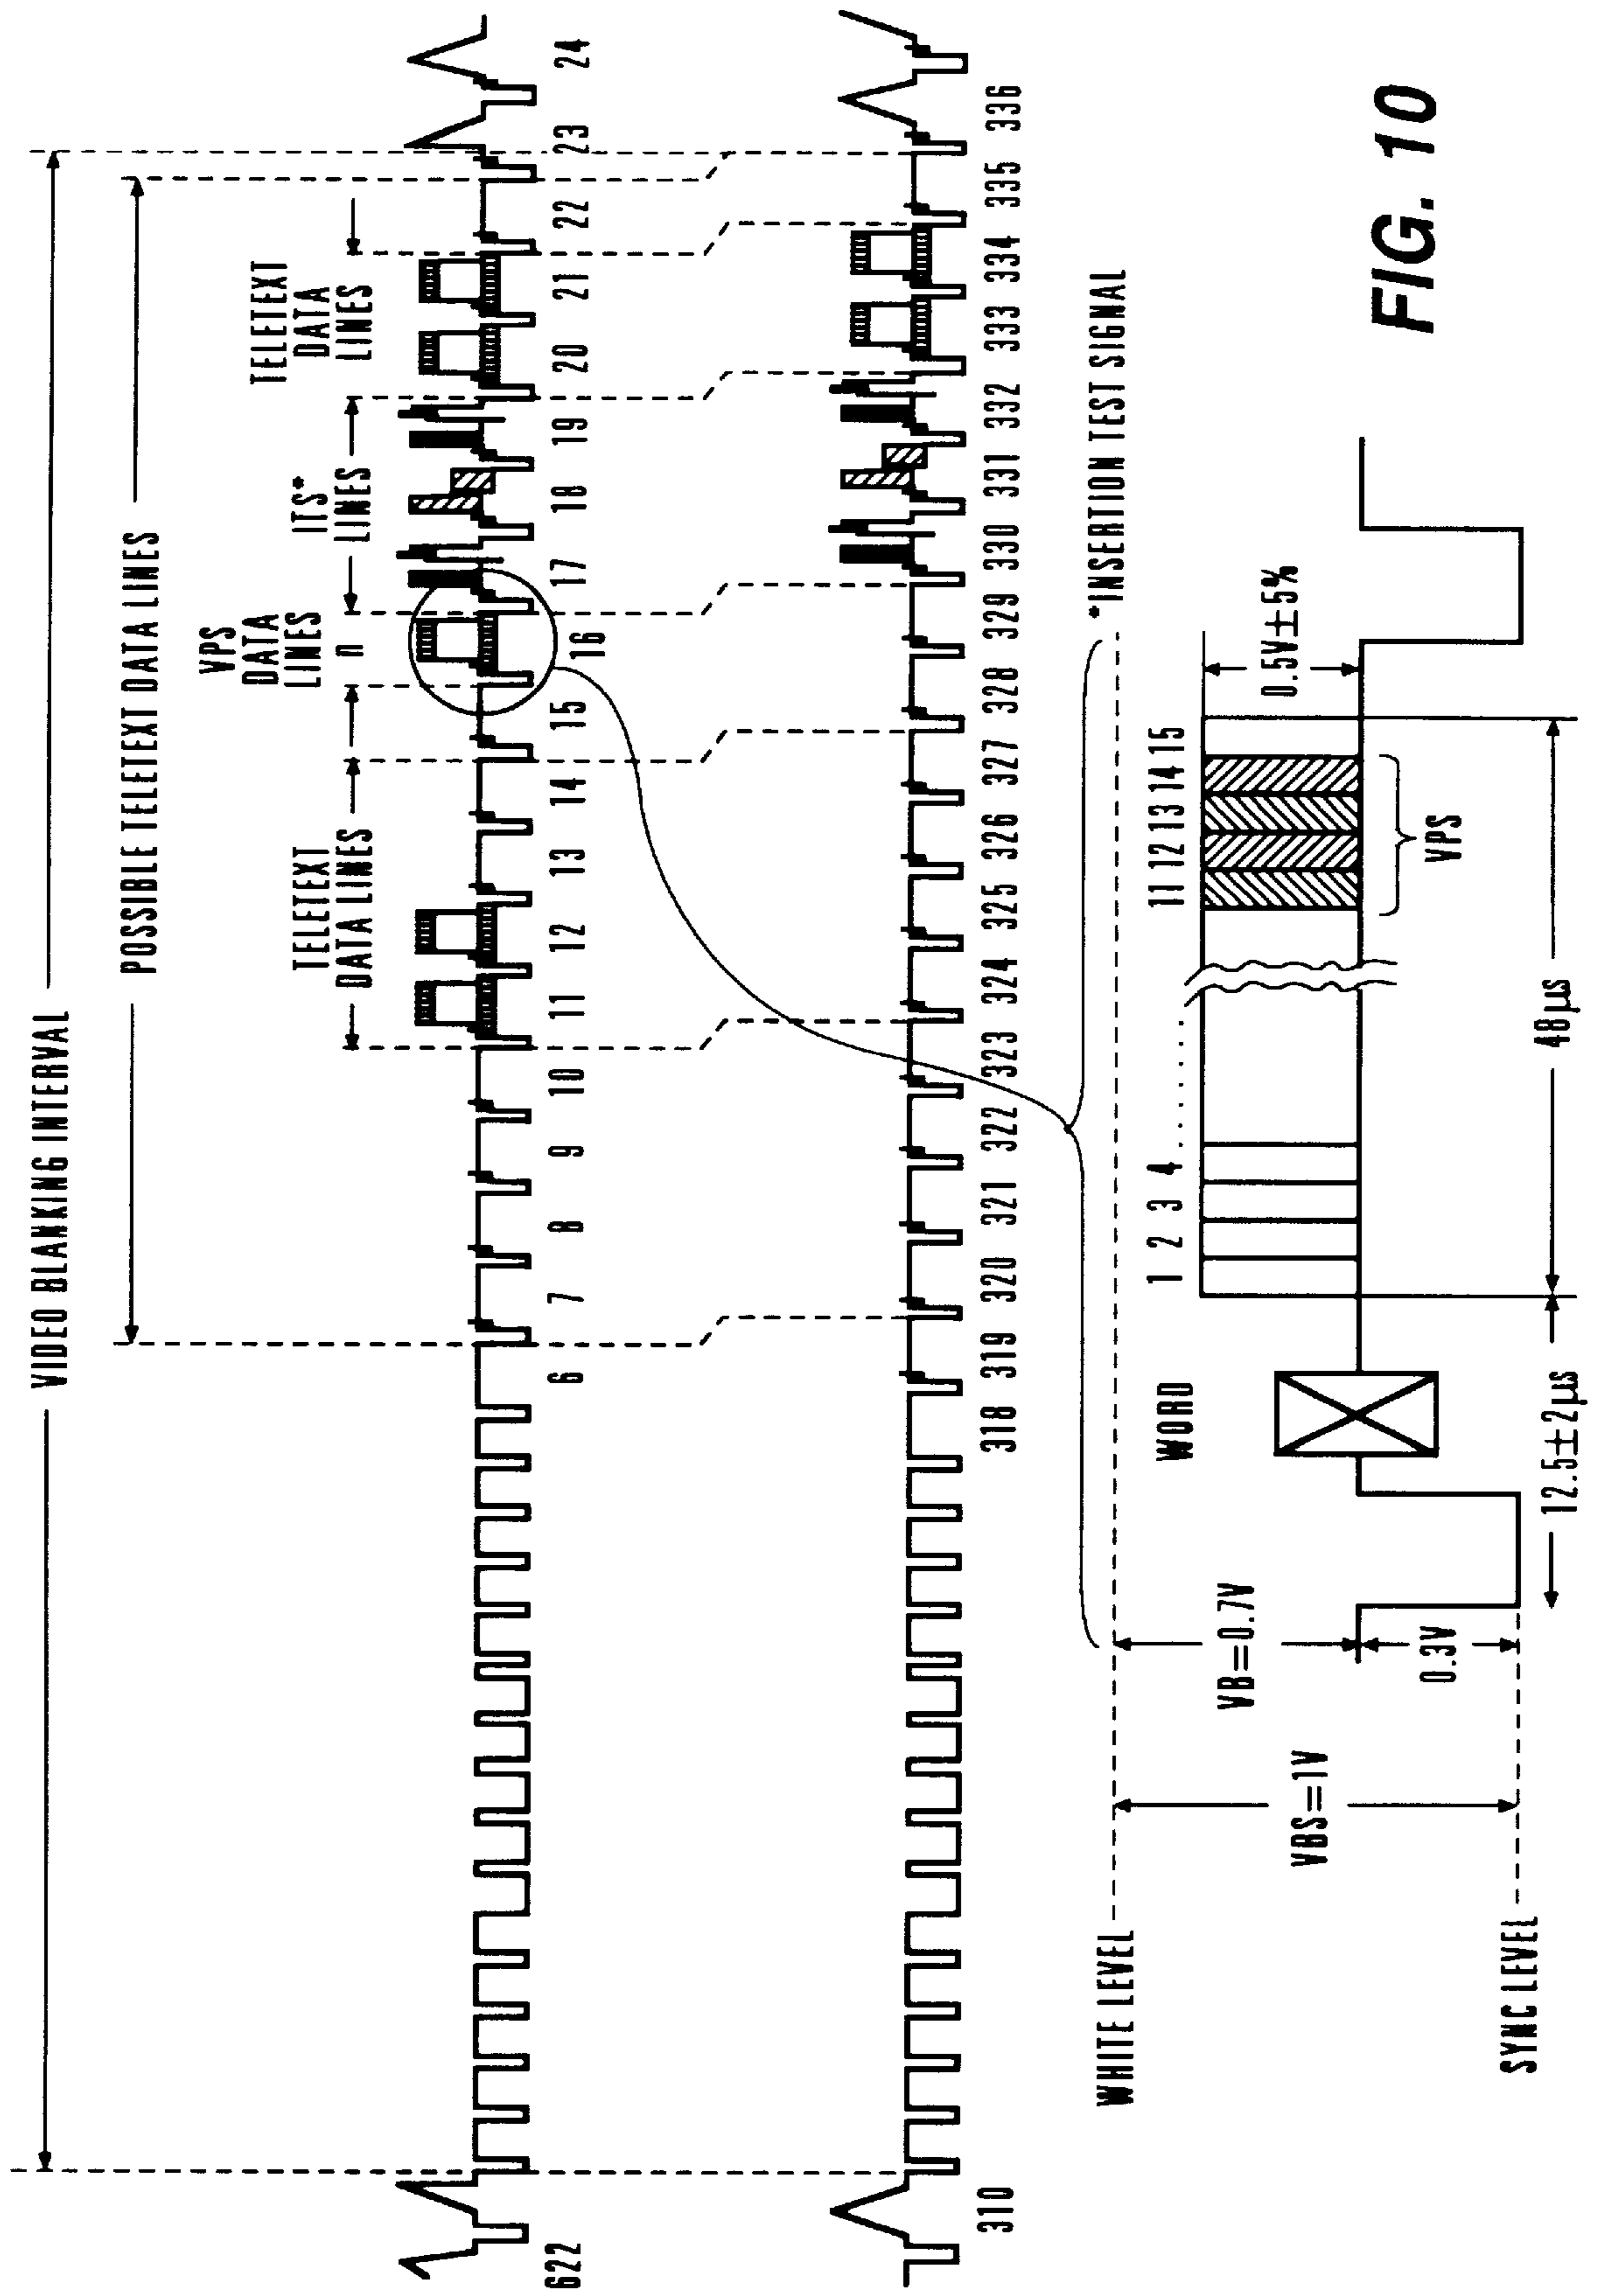 VIDEO BLANKING INTERVAL
POSSIBLE TELETEXT DATA LINES
TELETEXT
DATA LINES
VPS
DATA
LINES
n
ITS*
LINES
TELETEXT
DATA
LINES
622 6 7 8 9 10 11 12 13 14 15 16 17 18 19 20 21 22 23 24
310 318 319 320 321 322 323 324 325 326 327 328 329 330 331 332 333 334 335 336
*INSERTION TEST SIGNAL
WHITE LEVEL
WORD
1 2 3 4 ....... 11 12 13 14 15
VBS=1V
VB=0.7V
0.3V
0.5V±5%
VPS
SYNC LEVEL
12.5±2μs
48μs
FIG. 10